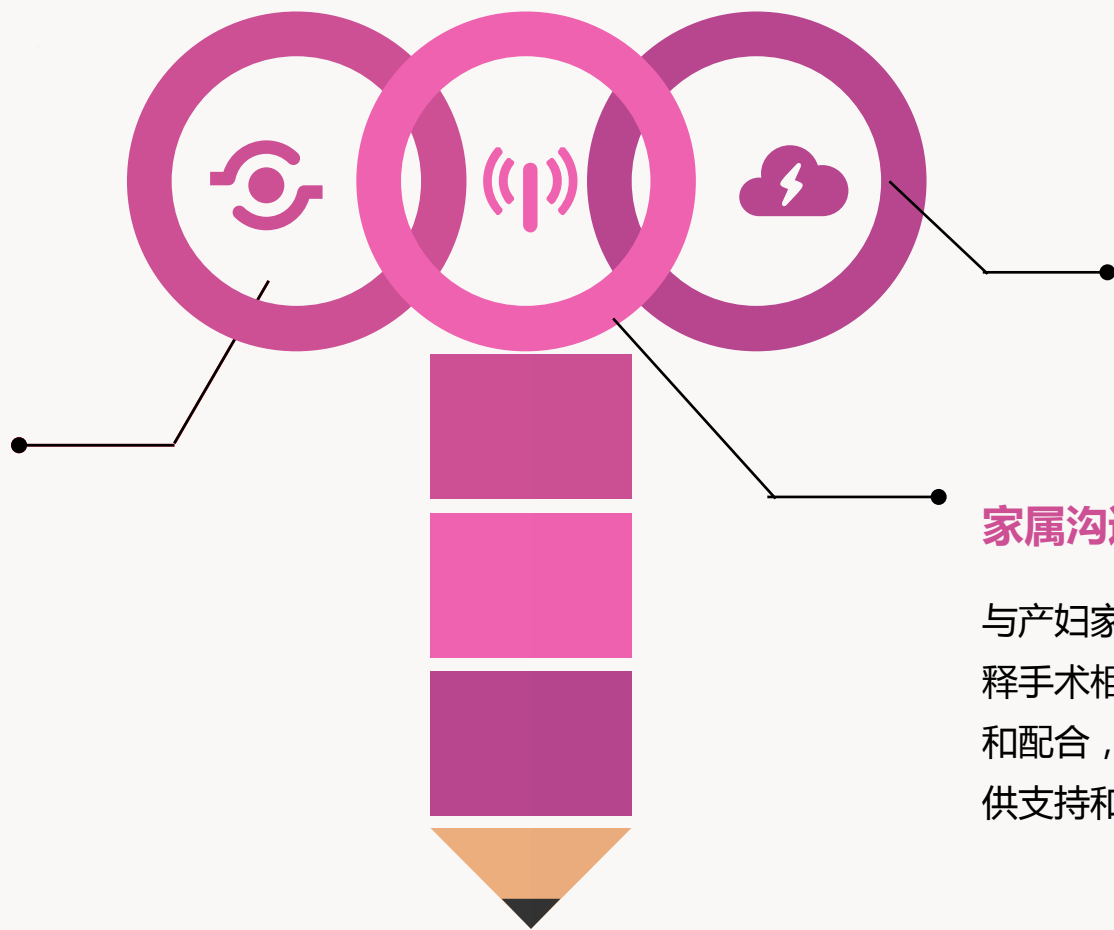 家属沟
与产妇家
释手术相
和配合，
供支持和